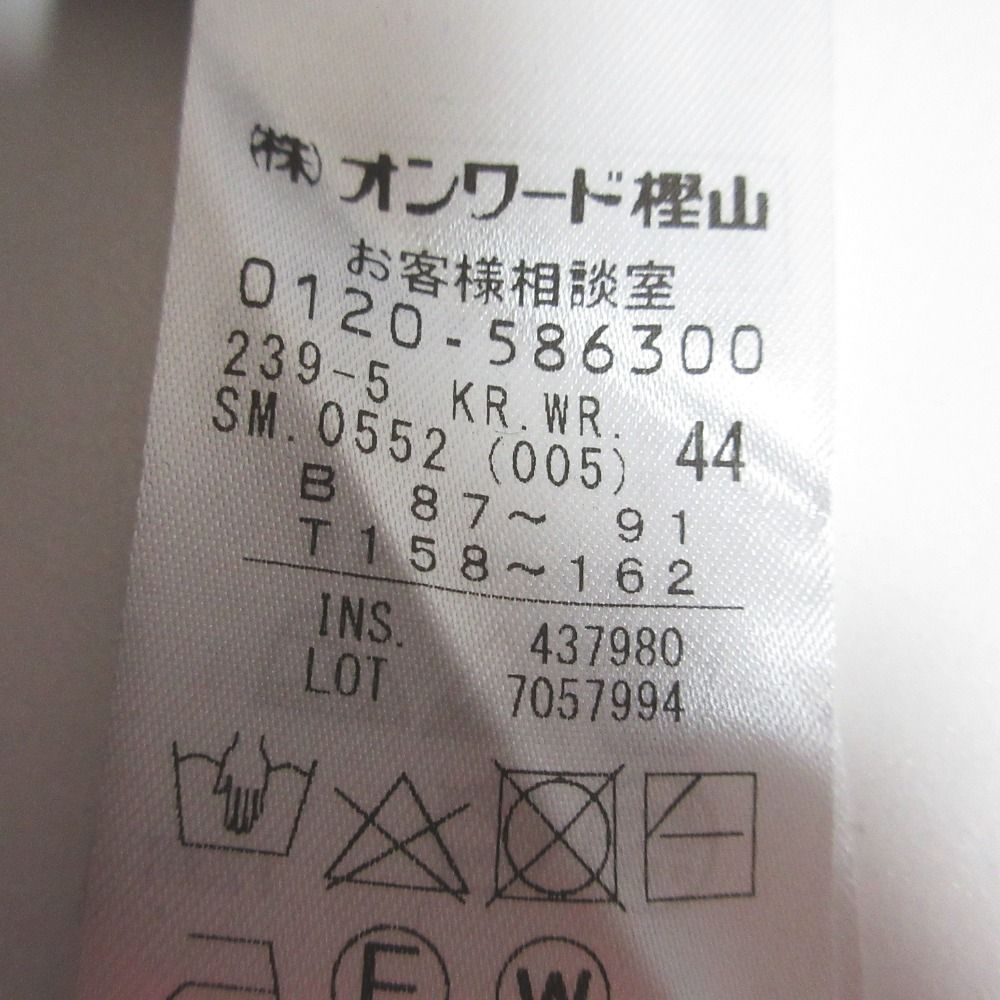 ㈱オンワード樫山
お客様相談室
0120-586300
239-5 KR.WR.
SM.0552 (005) 44
B 87～ 91
T 158～162
INS. 437980
LOT 7057994
F W